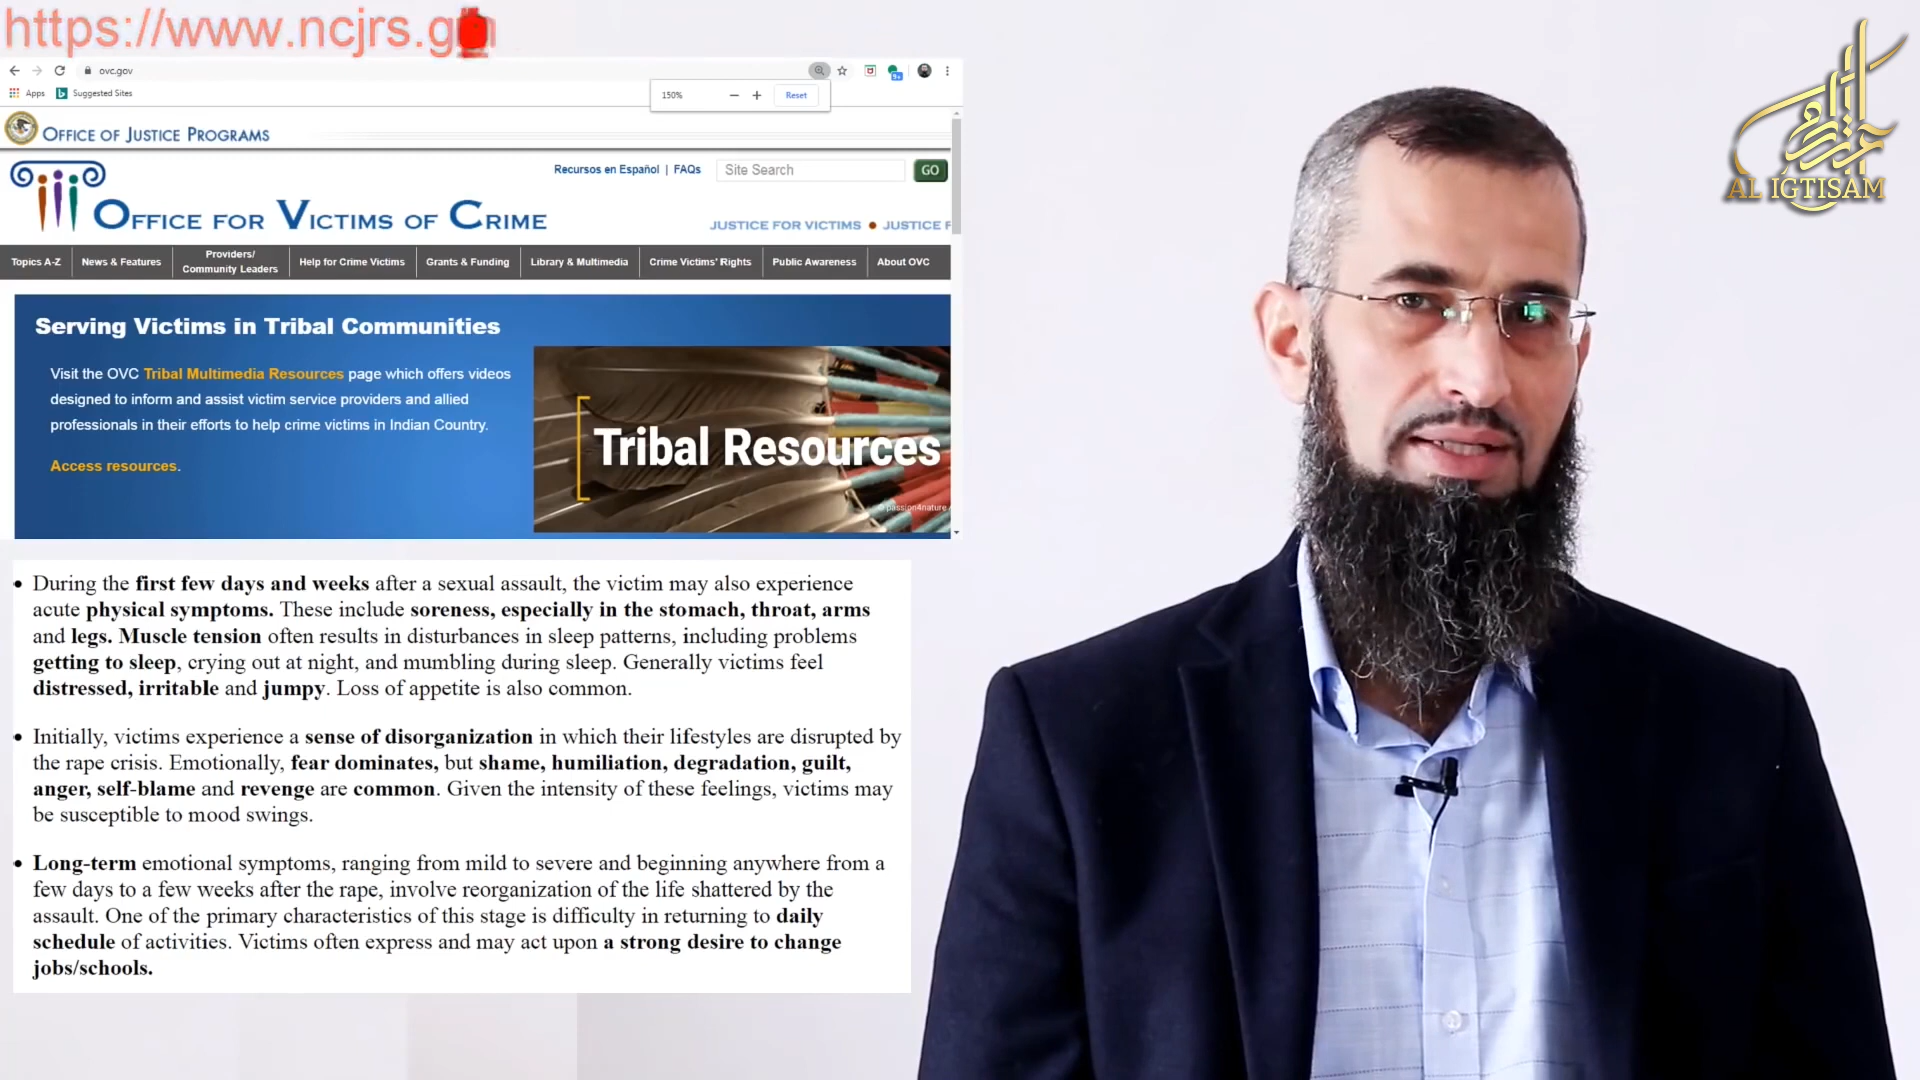 https://www.ncjrs.g
ovc.gov
Apps
Suggested Sites
150%
Reset
OFFICE OF JUSTICE PROGRAMS
Recursos en Español | FAQs
Site Search
GO
OFFICE FOR VICTIMS OF CRIME
JUSTICE FOR VICTIMS • JUSTICE F
Topics A-Z
News & Features
Providers/
Community Leaders
Help for Crime Victims
Grants & Funding
Library & Multimedia
Crime Victims' Rights
Public Awareness
About OVC
Serving Victims in Tribal Communities
Visit the OVC Tribal Multimedia Resources page which offers videos
designed to inform and assist victim service providers and allied
professionals in their efforts to help crime victims in Indian Country.
Access resources.
Tribal Resources
© passion4nature /
• During the first few days and weeks after a sexual assault, the victim may also experience
acute physical symptoms. These include soreness, especially in the stomach, throat, arms
and legs. Muscle tension often results in disturbances in sleep patterns, including problems
getting to sleep, crying out at night, and mumbling during sleep. Generally victims feel
distressed, irritable and jumpy. Loss of appetite is also common.
• Initially, victims experience a sense of disorganization in which their lifestyles are disrupted by
the rape crisis. Emotionally, fear dominates, but shame, humiliation, degradation, guilt,
anger, self-blame and revenge are common. Given the intensity of these feelings, victims may
be susceptible to mood swings.
• Long-term emotional symptoms, ranging from mild to severe and beginning anywhere from a
few days to a few weeks after the rape, involve reorganization of the life shattered by the
assault. One of the primary characteristics of this stage is difficulty in returning to daily
schedule of activities. Victims often express and may act upon a strong desire to change
jobs/schools.
AL IGTISAM